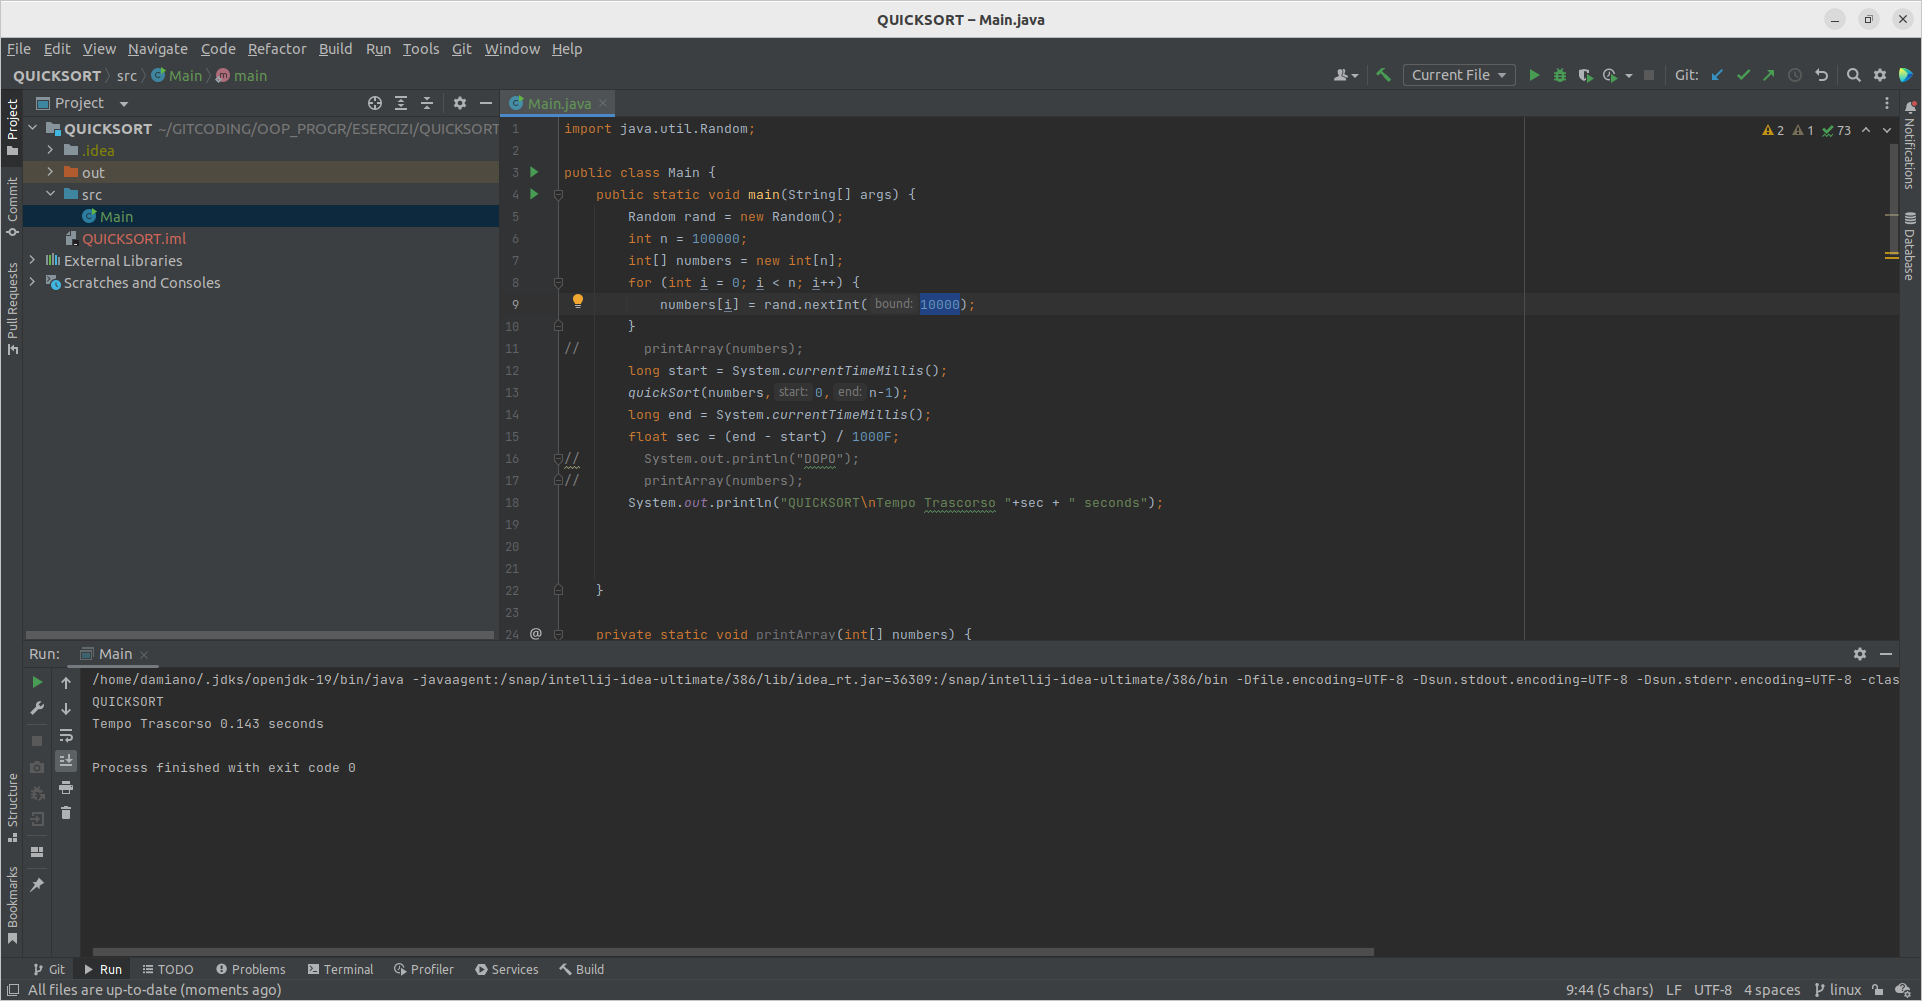 QUICKSORT – Main.java
File Edit View Navigate Code Refactor Build Run Tools Git Window Help
QUICKSORT src Main main
Current File Git:
Project
Main.java
QUICKSORT ~/GITCODING/OOP_PROGR/ESERCIZI/QUICKSORT
.idea
out
src
Main
QUICKSORT.iml
External Libraries
Scratches and Consoles
Project
Commit
Pull Requests
Structure
Bookmarks
1 import java.util.Random;
2
3 public class Main {
4 public static void main(String[] args) {
5 Random rand = new Random();
6 int n = 100000;
7 int[] numbers = new int[n];
8 for (int i = 0; i < n; i++) {
9 numbers[i] = rand.nextInt( bound: 10000);
10 }
11 // printArray(numbers);
12 long start = System.currentTimeMillis();
13 quickSort(numbers, start: 0, end: n-1);
14 long end = System.currentTimeMillis();
15 float sec = (end - start) / 1000F;
16 // System.out.println("DOPO");
17 // printArray(numbers);
18 System.out.println("QUICKSORT\nTempo Trascorso "+sec + " seconds");
19
20
21
22 }
23
24 @ private static void printArray(int[] numbers) {
2 1 73
Notifications
Database
Run: Main
/home/damiano/.jdks/openjdk-19/bin/java -javaagent:/snap/intellij-idea-ultimate/386/lib/idea_rt.jar=36309:/snap/intellij-idea-ultimate/386/bin -Dfile.encoding=UTF-8 -Dsun.stdout.encoding=UTF-8 -Dsun.stderr.encoding=UTF-8 -clas
QUICKSORT
Tempo Trascorso 0.143 seconds
Process finished with exit code 0
Git Run TODO Problems Terminal Profiler Services Build
All files are up-to-date (moments ago)
9:44 (5 chars) LF UTF-8 4 spaces linux